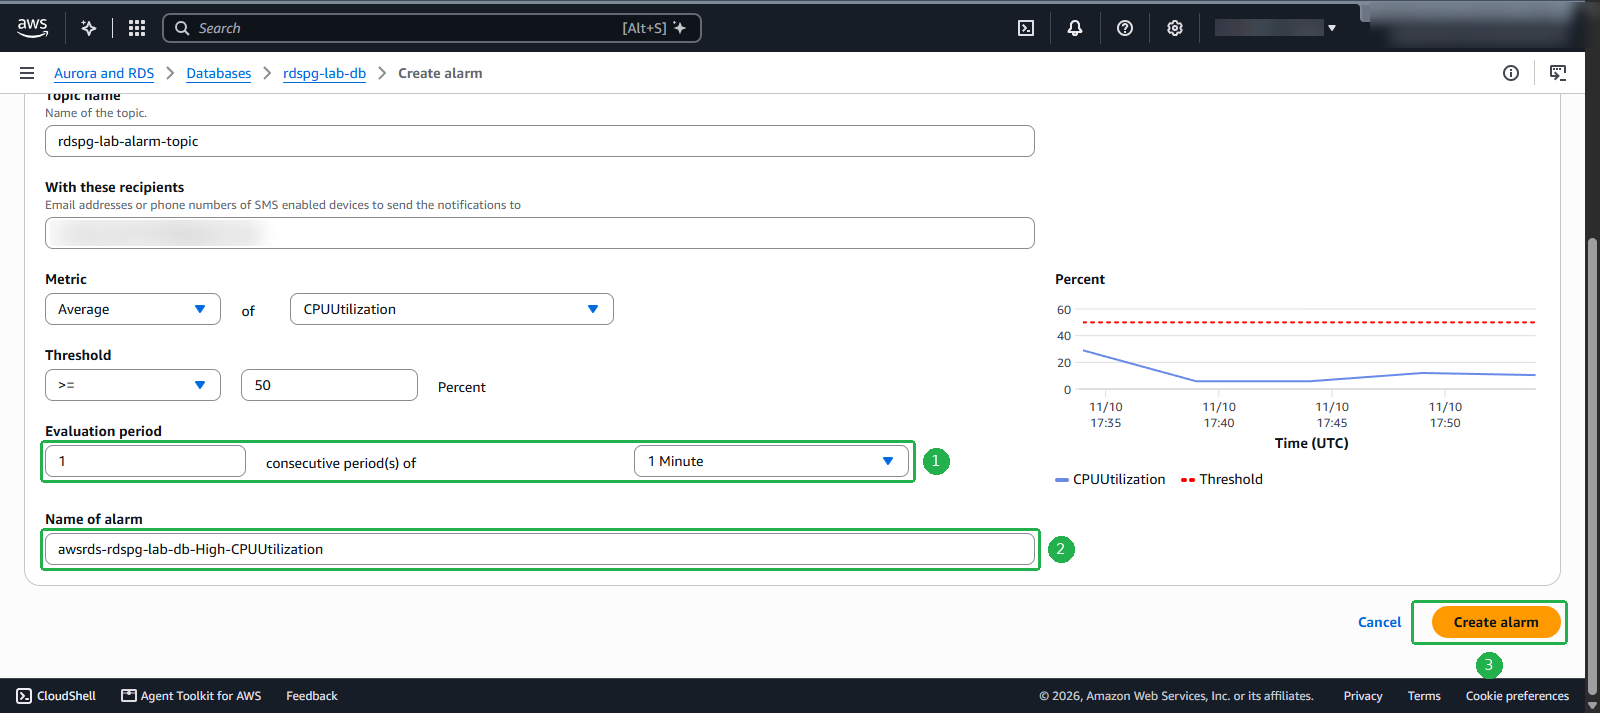 aws
Search [Alt+S]
Aurora and RDS > Databases > rdspg-lab-db > Create alarm
Topic name
Name of the topic.
rdspg-lab-alarm-topic
With these recipients
Email addresses or phone numbers of SMS enabled devices to send the notifications to
Metric
Average of CPUUtilization
Threshold
>= 50 Percent
Evaluation period
1 consecutive period(s) of 1 Minute 1
Name of alarm
awsrds-rdspg-lab-db-High-CPUUtilization 2
Percent
60
40
20
0
11/10 11/10 11/10 11/10
17:35 17:40 17:45 17:50
Time (UTC)
CPUUtilization Threshold
Cancel Create alarm
3
CloudShell Agent Toolkit for AWS Feedback © 2026, Amazon Web Services, Inc. or its affiliates. Privacy Terms Cookie preferences